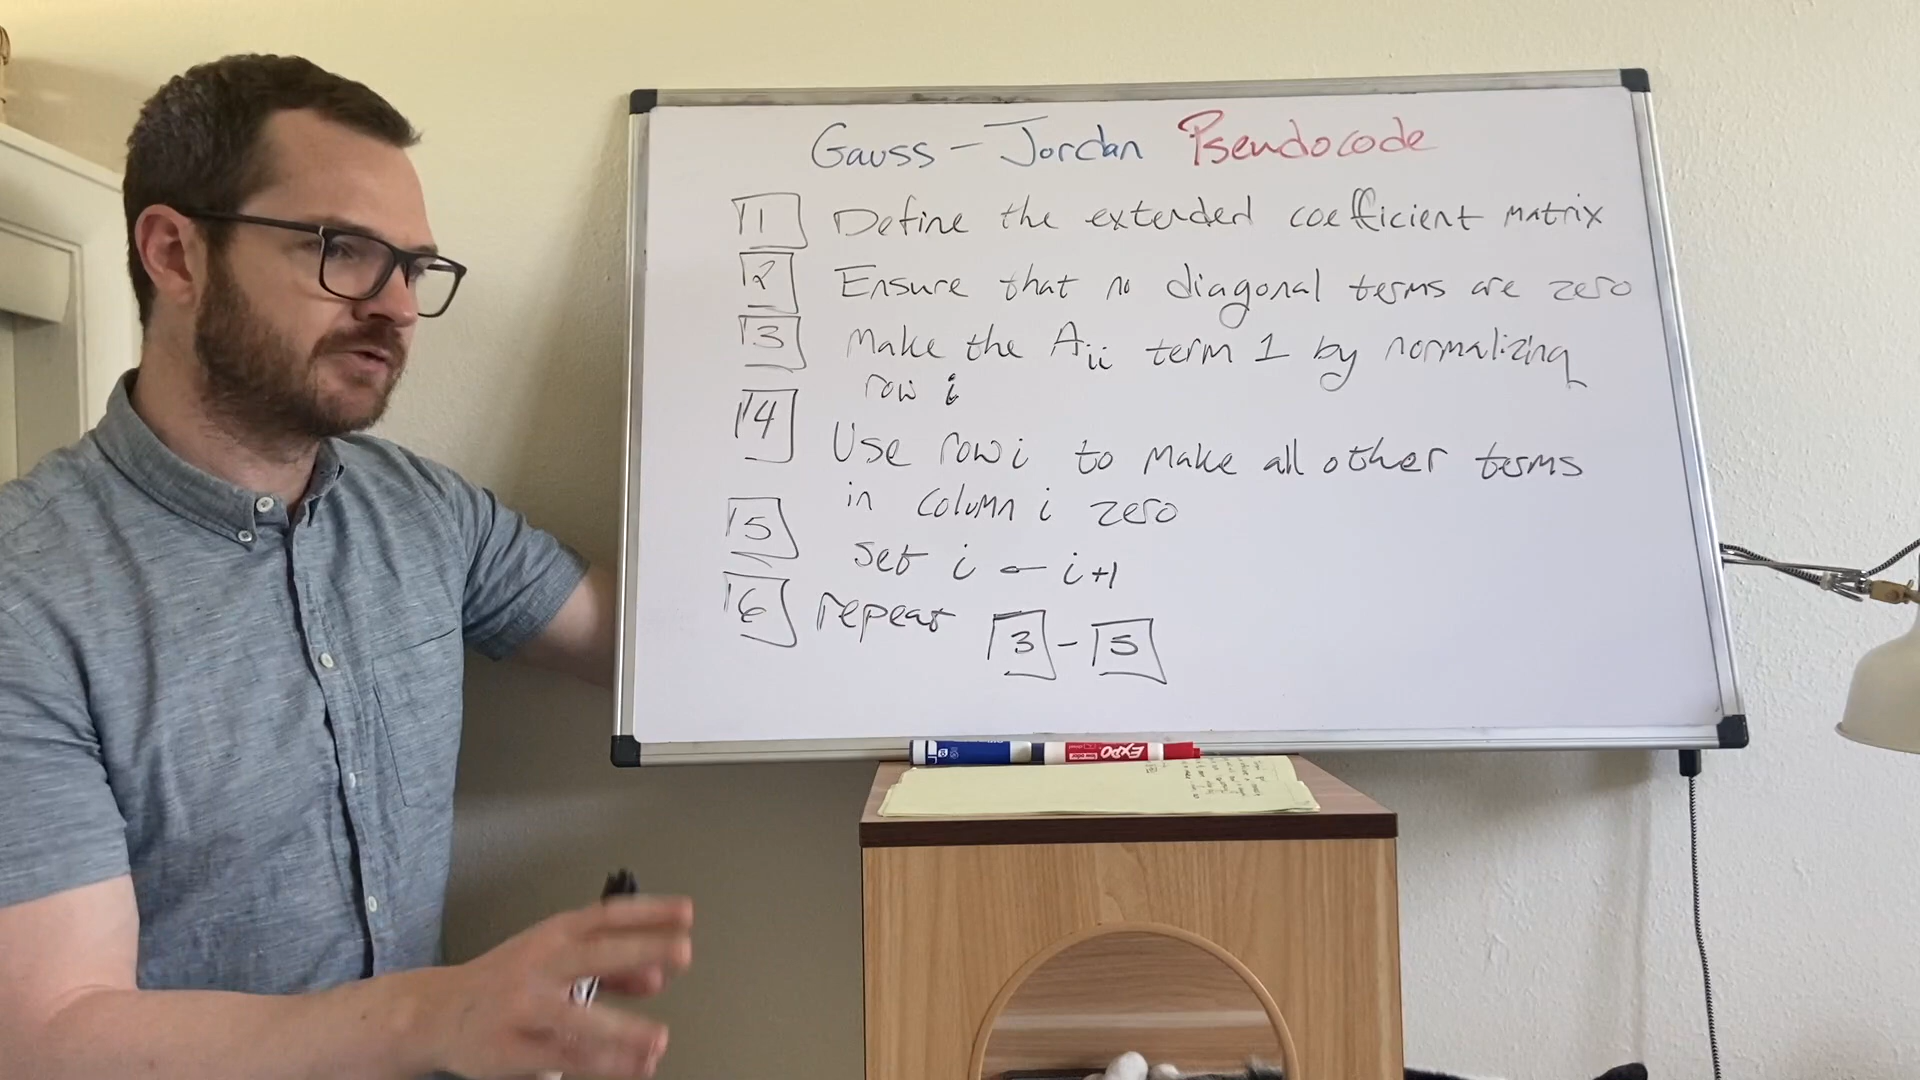 Gauss - Jordan Pseudocode
1 Define the extended coefficient matrix
2 Ensure that no diagonal terms are zero
3 Make the Aii term 1 by normalizing
row i
4 Use row i to make all other terms
in column i zero
5 set i ← i+1
6 repeat 3 - 5
EXPO